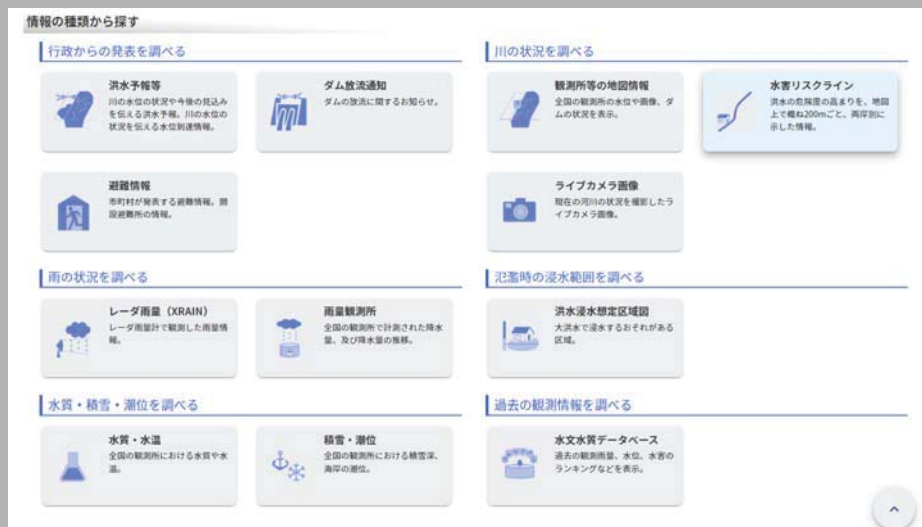 情報の種類から探す
行政からの発表を調べる
洪水予報等
川の水位の状況や今後の見込み
を伝える洪水予報。川の水位の
状況を伝える水位到達情報。
ダム放流通知
ダムの放流に関するお知らせ。
避難情報
市町村が発表する避難情報。開
設避難所の情報。
川の状況を調べる
観測所等の地図情報
全国の観測所の水位や画像、ダ
ムの状況を表示。
水害リスクライン
洪水の危険度の高まりを、地図
上で概ね200mごと、両岸別に
示した情報。
ライブカメラ画像
現在の河川の状況を撮影したラ
イブカメラ画像。
雨の状況を調べる
レーダ雨量（XRAIN）
レーダ雨量計で観測した雨量情
報。
雨量観測所
全国の観測所で計測された降水
量、及び降水量の推移。
氾濫時の浸水範囲を調べる
洪水浸水想定区域図
大洪水で浸水するおそれがある
区域。
水質・積雪・潮位を調べる
水質・水温
全国の観測所における水質や水
温。
積雪・潮位
全国の観測所における積雪深、
海岸の潮位。
過去の観測情報を調べる
水文水質データベース
過去の観測雨量、水位、水害の
ランキングなどを表示。